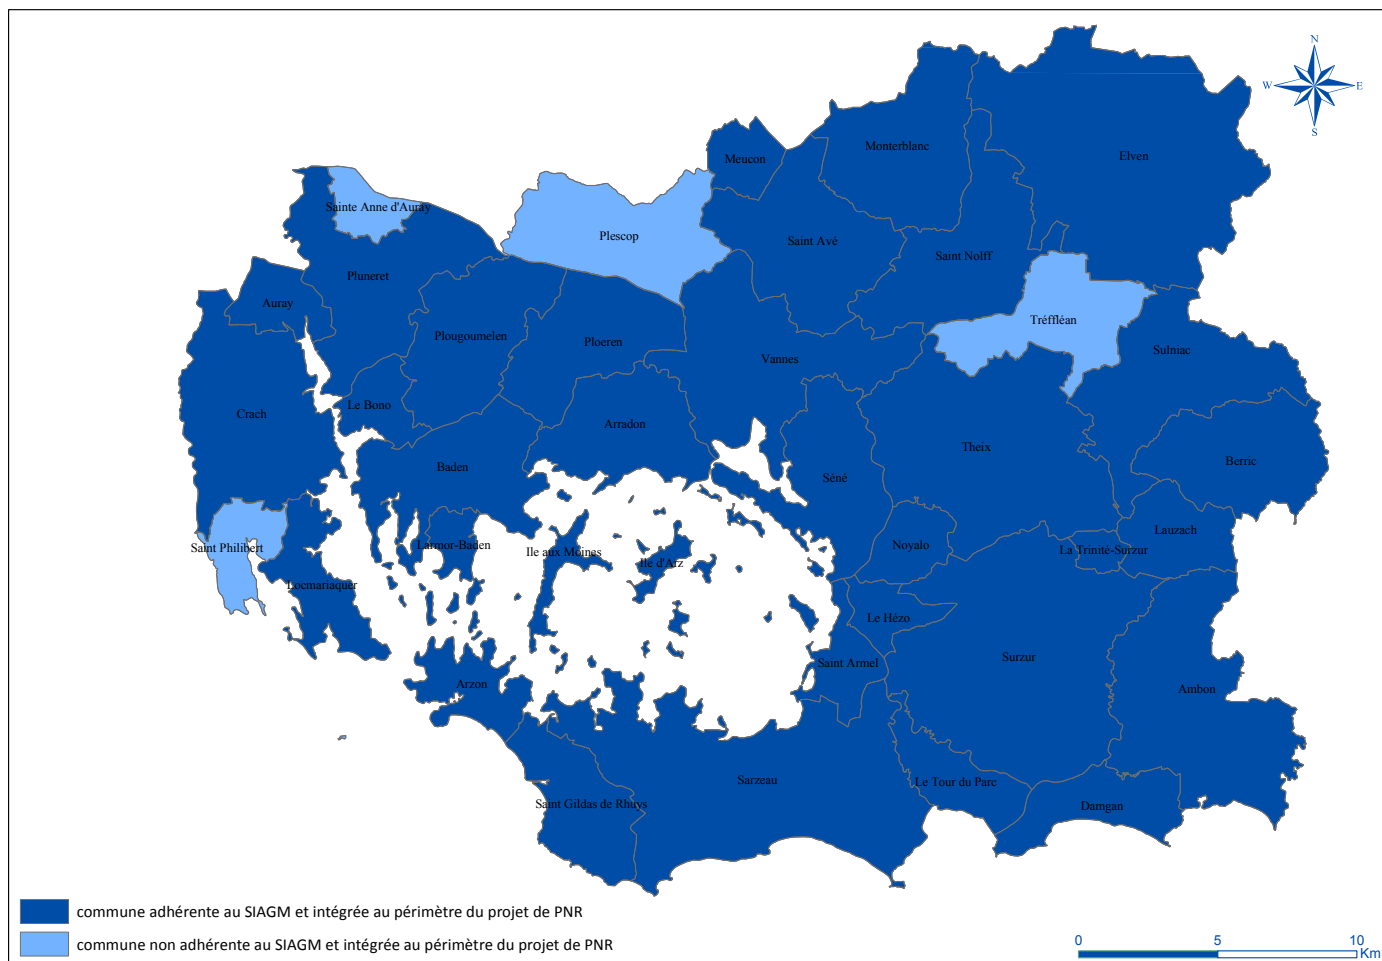 N
W
E
S
Meucon
Monterblanc
Elven
Sainte Anne d'Auray
Plescop
Saint Avé
Saint Nolff
Pluneret
Auray
Tréffléan
Plougoumelen
Ploeren
Vannes
Sulniac
Le Bono
Crach
Arradon
Theix
Berric
Baden
Séné
Lauzach
Saint Philibert
Larmor-Baden
Ile aux Moines
Ile d'Arz
Noyalo
La Trinité-Surzur
Locmariaquer
Le Hézo
Surzur
Saint Armel
Arzon
Ambon
Sarzeau
Le Tour du Parc
Saint Gildas de Rhuys
Damgan
commune adhérente au SIAGM et intégrée au périmètre du projet de PNR
commune non adhérente au SIAGM et intégrée au périmètre du projet de PNR
0 5 10
Km